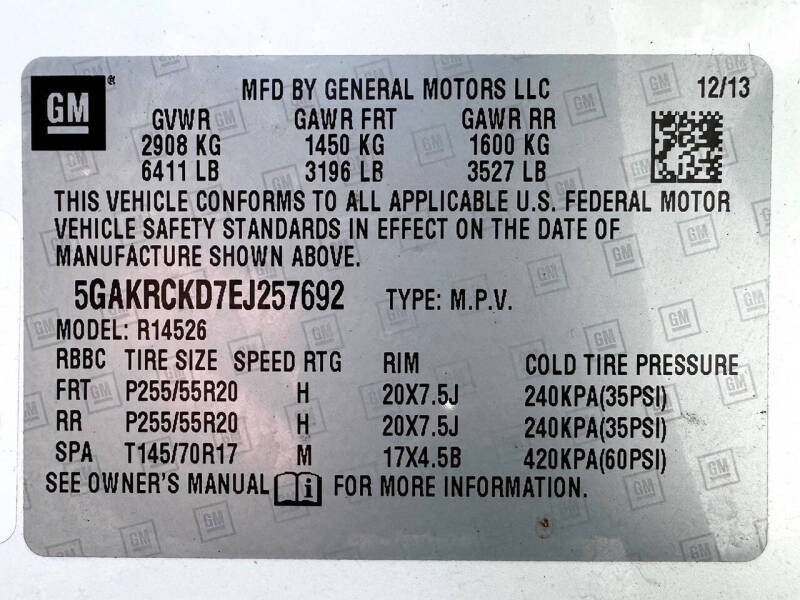 GM® MFD BY GENERAL MOTORS LLC 12/13
GVWR GAWR FRT GAWR RR
2908 KG 1450 KG 1600 KG
6411 LB 3196 LB 3527 LB
THIS VEHICLE CONFORMS TO ALL APPLICABLE U.S. FEDERAL MOTOR
VEHICLE SAFETY STANDARDS IN EFFECT ON THE DATE OF
MANUFACTURE SHOWN ABOVE.
5GAKRCKD7EJ257692 TYPE: M.P.V.
MODEL: R14526
RBBC TIRE SIZE SPEED RTG RIM COLD TIRE PRESSURE
FRT P255/55R20 H 20X7.5J 240KPA(35PSI)
RR P255/55R20 H 20X7.5J 240KPA(35PSI)
SPA T145/70R17 M 17X4.5B 420KPA(60PSI)
SEE OWNER'S MANUAL i FOR MORE INFORMATION.